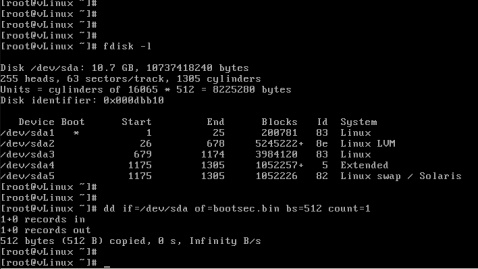 [root@vLinux ~]#
[root@vLinux ~]#
[root@vLinux ~]#
[root@vLinux ~]#
[root@vLinux ~]# fdisk -l
Disk /dev/sda: 10.7 GB, 10737418240 bytes
255 heads, 63 sectors/track, 1305 cylinders
Units = cylinders of 16065 * 512 = 8225280 bytes
Disk identifier: 0x000dbb10
Device Boot Start End Blocks Id System
/dev/sda1 * 1 25 200781 83 Linux
/dev/sda2 26 678 5245222+ 8e Linux LVM
/dev/sda3 679 1174 3984120 83 Linux
/dev/sda4 1175 1305 1052257+ 5 Extended
/dev/sda5 1175 1305 1052226 82 Linux swap / Solaris
[root@vLinux ~]#
[root@vLinux ~]#
[root@vLinux ~]# dd if=/dev/sda of=bootsec.bin bs=512 count=1
1+0 records in
1+0 records out
512 bytes (512 B) copied, 0 s, Infinity B/s
[root@vLinux ~]#
[root@vLinux ~]# _